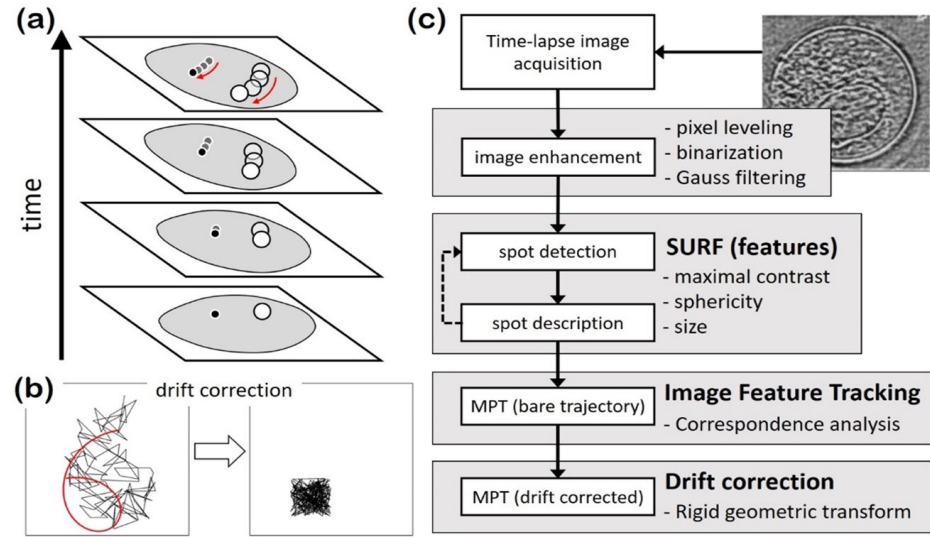 (a)
time
(b)
drift correction
(c)
Time-lapse image
acquisition
image enhancement
- pixel leveling
- binarization
- Gauss filtering
spot detection
spot description
SURF (features)
- maximal contrast
- sphericity
- size
MPT (bare trajectory)
Image Feature Tracking
- Correspondence analysis
MPT (drift corrected)
Drift correction
- Rigid geometric transform